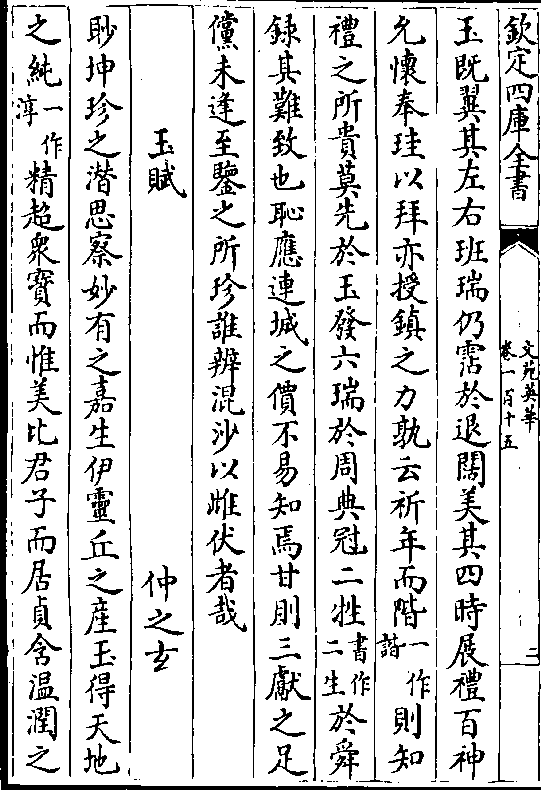 欽定四庫全書
文苑英華
卷一百十五
二
玉既翼其左右班瑞仍霑於退闊美其四時展禮百神
允懷奉珪以拜亦授鎮之力孰云祈年而階一作諧則知
禮之所貴莫先於玉發六瑞於周典冠二牲書作二生於舜
録其難致也恥應連城之價不易知焉甘則三獻之足
儻未逢至鑒之所珍誰辨混沙以雌伏者哉
玉賦 仲之玄
眇坤珍之潜思察妙有之嘉生伊靈丘之産玉得天地
之純一作淳精超衆寶而惟美比君子而居貞含温潤之